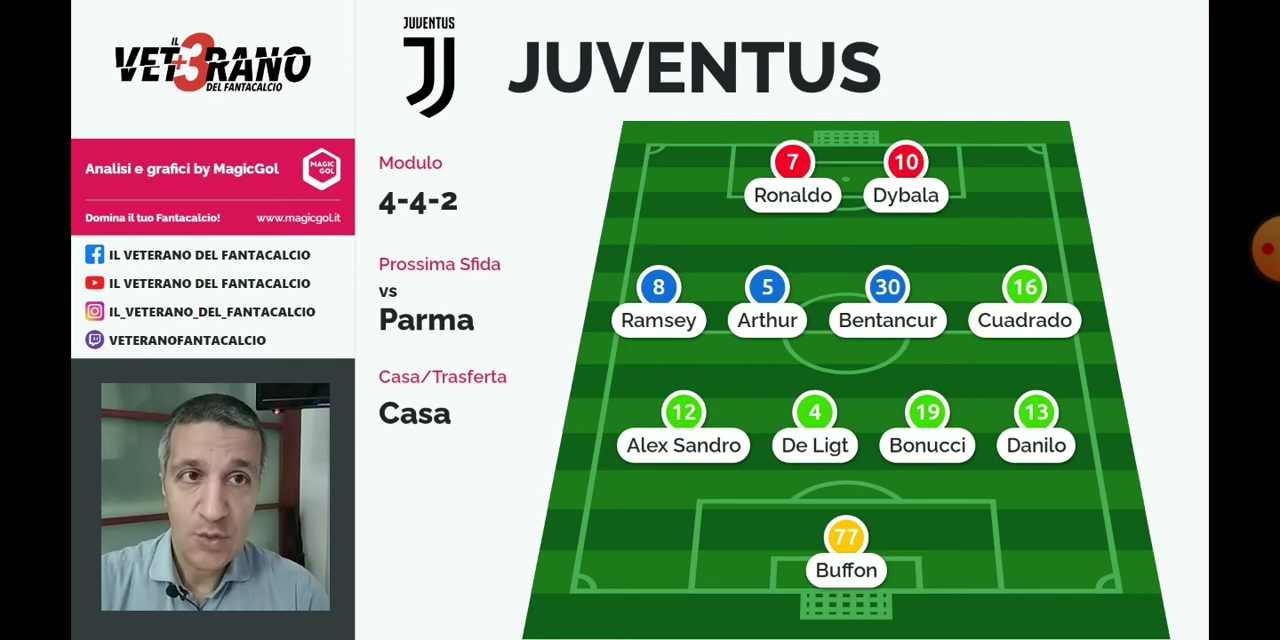 IL
VET+3RANO
DEL FANTACALCIO
Analisi e grafici by MagicGol
MAGIC
GOL
Domina il tuo Fantacalcio!
www.magicgol.it
IL VETERANO DEL FANTACALCIO
IL VETERANO DEL FANTACALCIO
IL_VETERANO_DEL_FANTACALCIO
VETERANOFANTACALCIO
JUVENTUS
JUVENTUS
Modulo
4-4-2
Prossima Sfida
vs
Parma
Casa/Trasferta
Casa
7
10
Ronaldo
Dybala
8
5
30
16
Ramsey
Arthur
Bentancur
Cuadrado
12
4
19
13
Alex Sandro
De Ligt
Bonucci
Danilo
77
Buffon